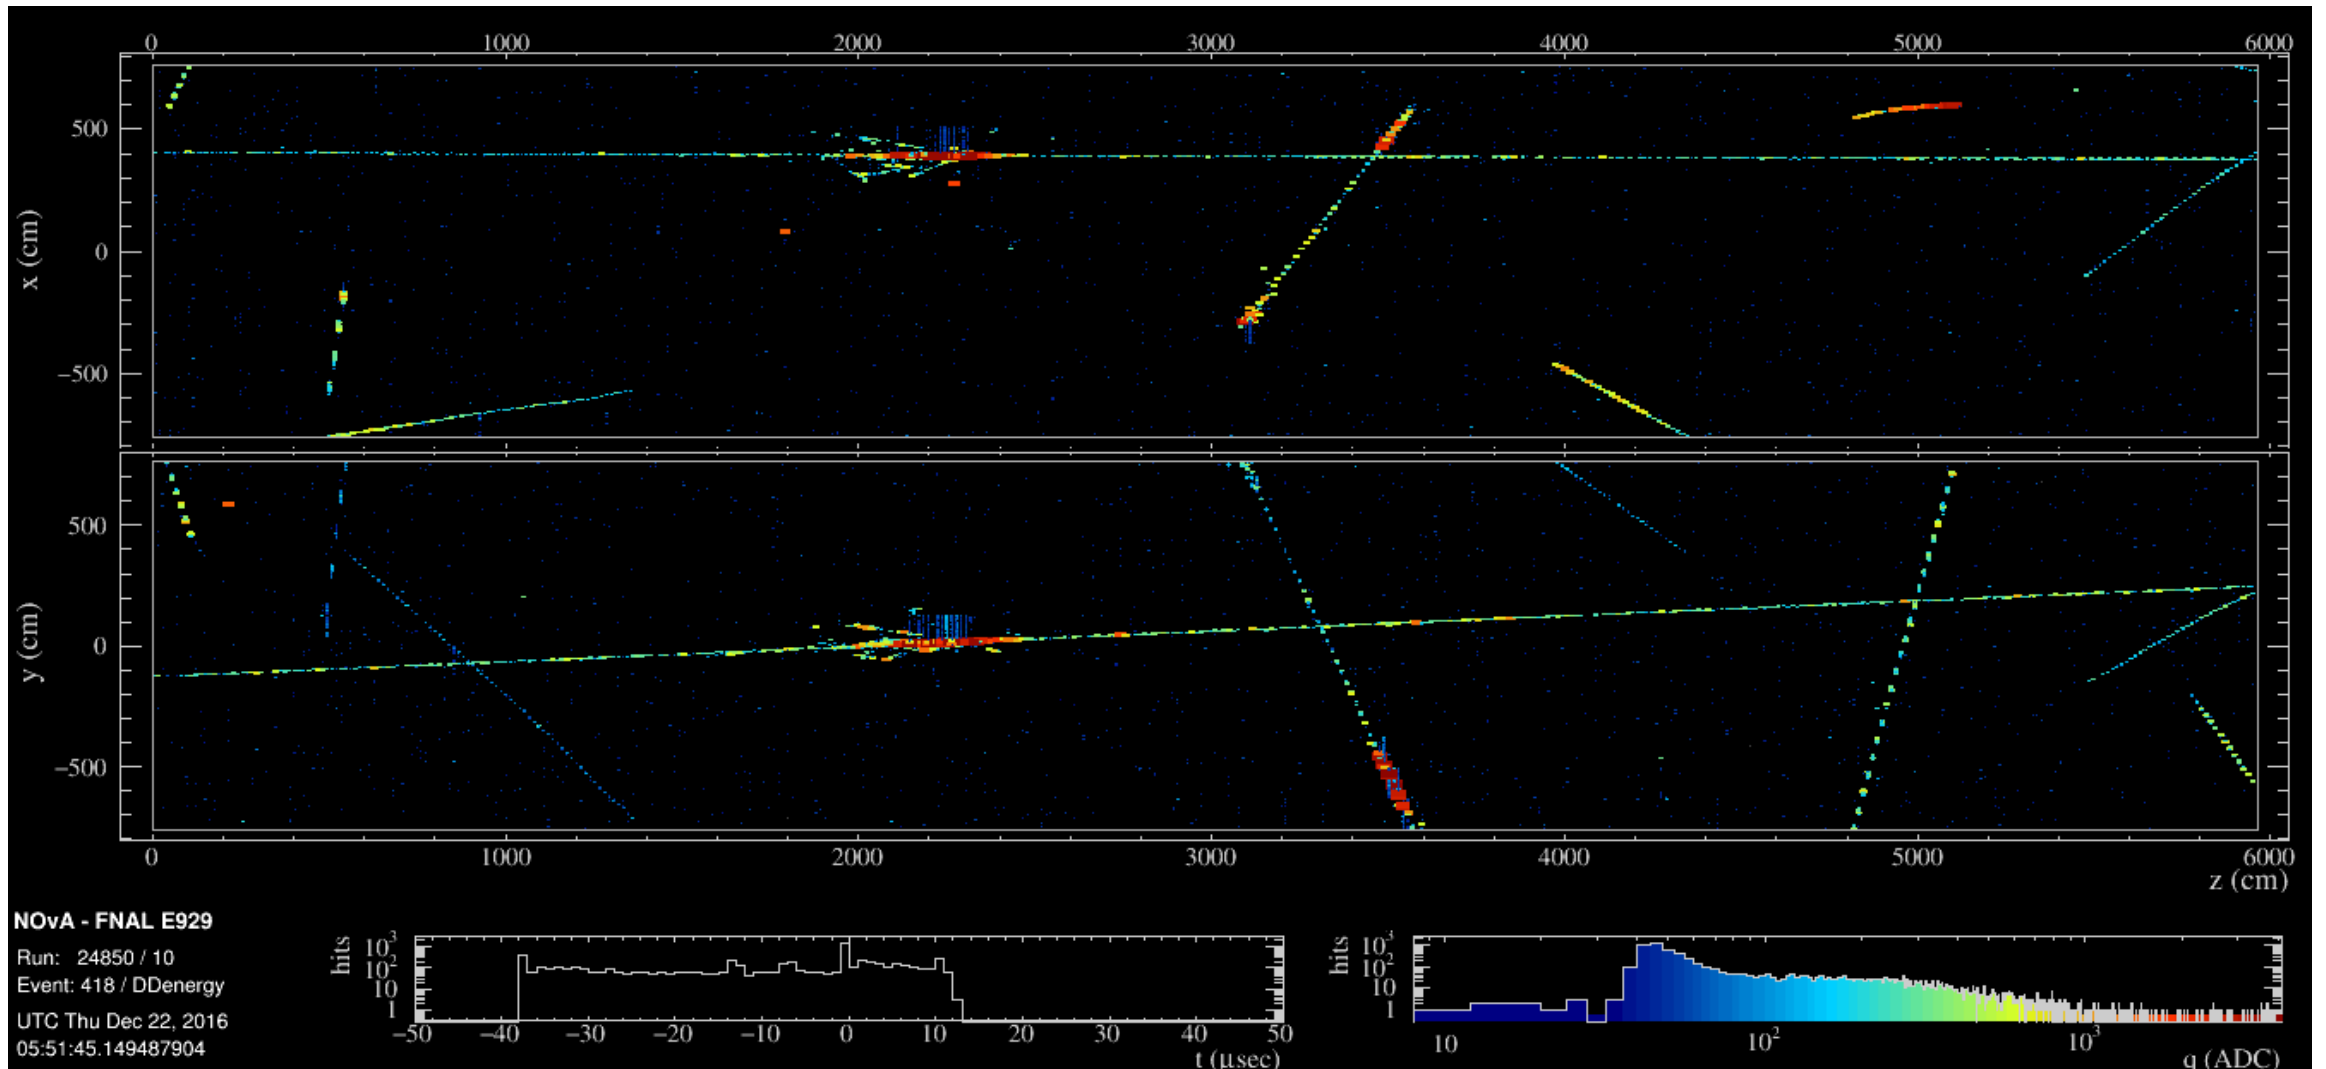 0 1000 2000 3000 4000 5000 6000
500
0
−500
x (cm)
500
0
−500
y (cm)
0 1000 2000 3000 4000 5000 6000
z (cm)
NOvA - FNAL E929
Run: 24850 / 10
Event: 418 / DDenergy
UTC Thu Dec 22, 2016
05:51:45.149487904
hits
10³
10²
10
1
−50 −40 −30 −20 −10 0 10 20 30 40 50
t (μsec)
hits
10³
10²
10
1
10 10² 10³
q (ADC)